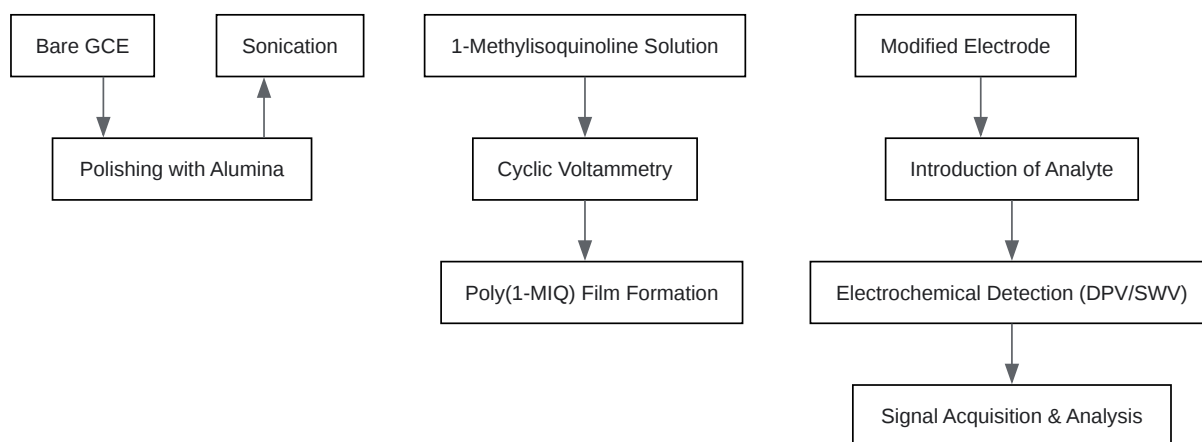 Bare GCE
Sonication
1-Methylisoquinoline Solution
Modified Electrode
Polishing with Alumina
Cyclic Voltammetry
Introduction of Analyte
Poly(1-MIQ) Film Formation
Electrochemical Detection (DPV/SWV)
Signal Acquisition & Analysis